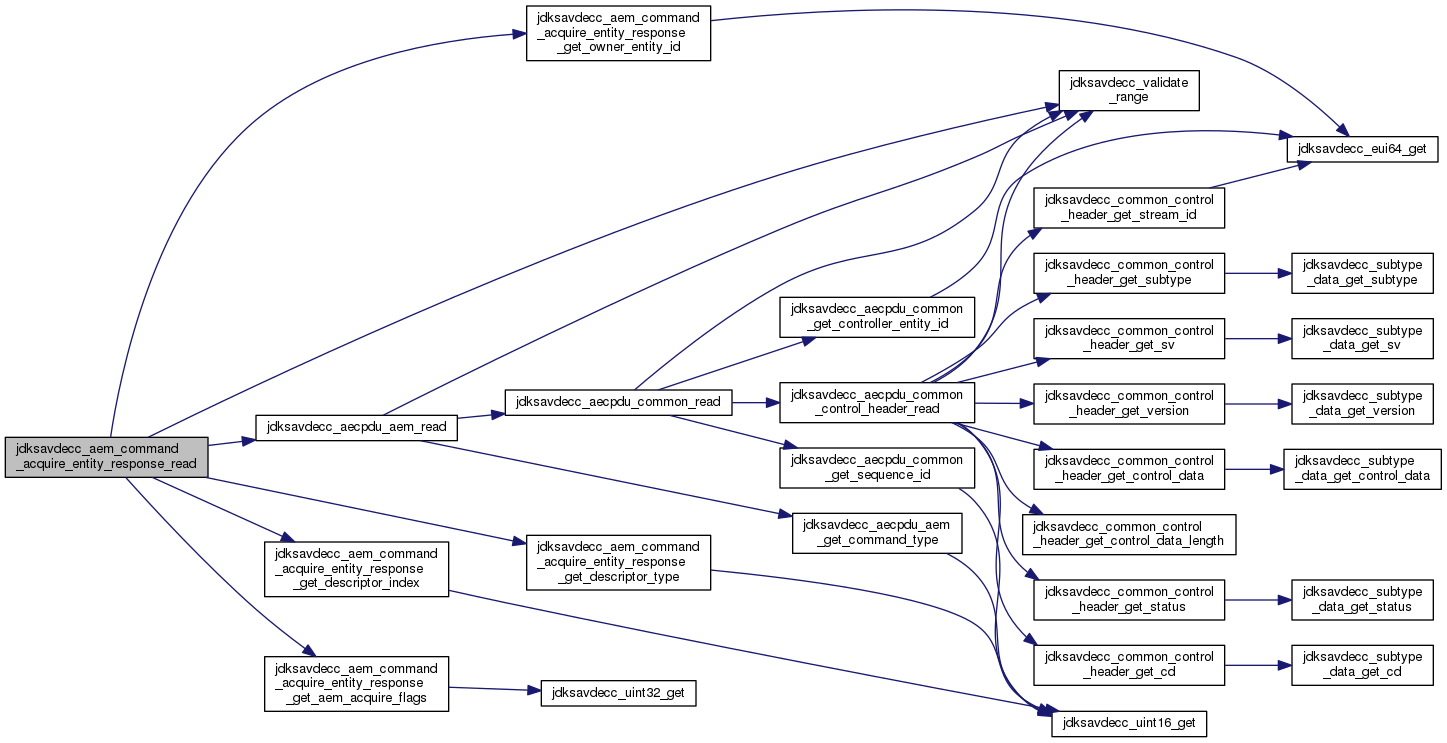 jdksavdecc_aem_command
_acquire_entity_response
_get_owner_entity_id
jdksavdecc_validate
_range
jdksavdecc_eui64_get
jdksavdecc_common_control
_header_get_stream_id
jdksavdecc_common_control
_header_get_subtype
jdksavdecc_subtype
_data_get_subtype
jdksavdecc_aecpdu_common
_get_controller_entity_id
jdksavdecc_common_control
_header_get_sv
jdksavdecc_subtype
_data_get_sv
jdksavdecc_aecpdu_common_read
jdksavdecc_aecpdu_common
_control_header_read
jdksavdecc_common_control
_header_get_version
jdksavdecc_subtype
_data_get_version
jdksavdecc_aecpdu_aem_read
jdksavdecc_aem_command
_acquire_entity_response_read
jdksavdecc_aecpdu_common
_get_sequence_id
jdksavdecc_common_control
_header_get_control_data
jdksavdecc_subtype
_data_get_control_data
jdksavdecc_aecpdu_aem
_get_command_type
jdksavdecc_common_control
_header_get_control_data_length
jdksavdecc_aem_command
_acquire_entity_response
_get_descriptor_index
jdksavdecc_aem_command
_acquire_entity_response
_get_descriptor_type
jdksavdecc_common_control
_header_get_status
jdksavdecc_subtype
_data_get_status
jdksavdecc_common_control
_header_get_cd
jdksavdecc_subtype
_data_get_cd
jdksavdecc_aem_command
_acquire_entity_response
_get_aem_acquire_flags
jdksavdecc_uint32_get
jdksavdecc_uint16_get